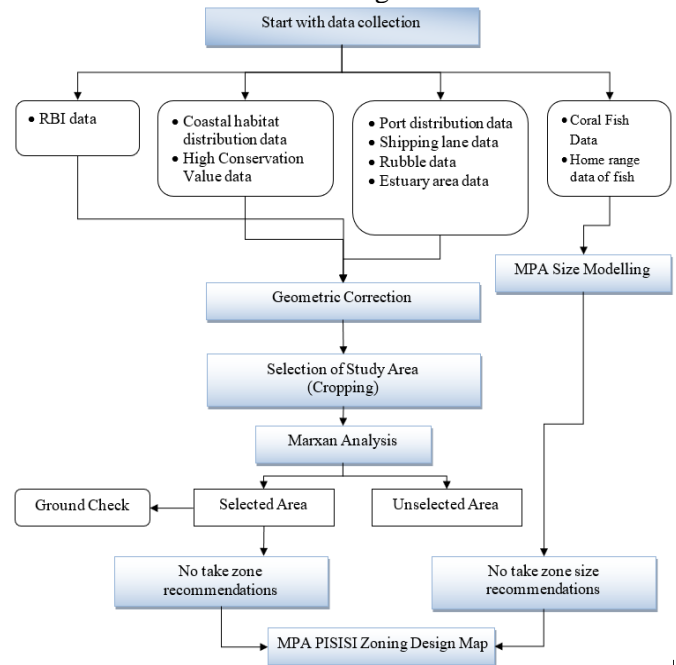 Start with data collection
• RBI data
• Coastal habitat
distribution data
• High Conservation
Value data
• Port distribution data
• Shipping lane data
• Rubble data
• Estuary area data
• Coral Fish
Data
• Home range
data of fish
MPA Size Modelling
Geometric Correction
Selection of Study Area
(Cropping)
Marxan Analysis
Ground Check
Selected Area
Unselected Area
No take zone
recommendations
No take zone size
recommendations
MPA PISISI Zoning Design Map